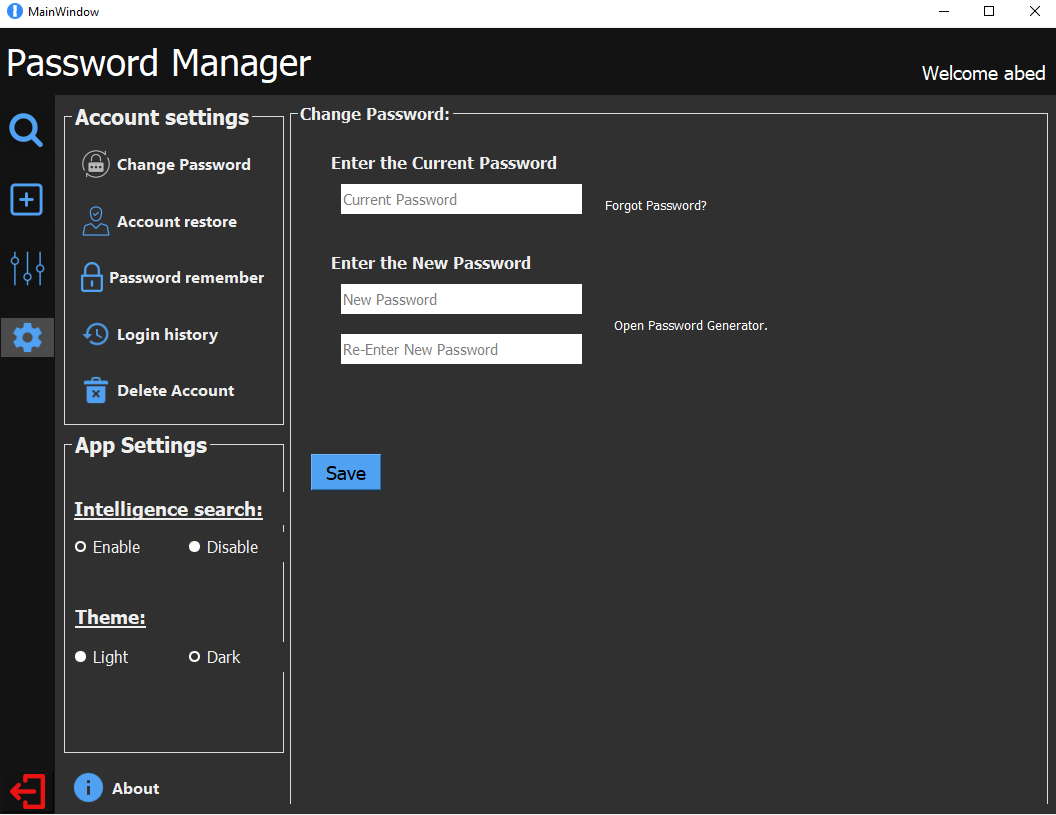 MainWindow
Password Manager
Welcome abed
Account settings
Change Password
Account restore
Password remember
Login history
Delete Account
App Settings
Intelligence search:
Enable Disable
Theme:
Light Dark
About
Change Password:
Enter the Current Password
Current Password
Forgot Password?
Enter the New Password
New Password
Open Password Generator.
Re-Enter New Password
Save